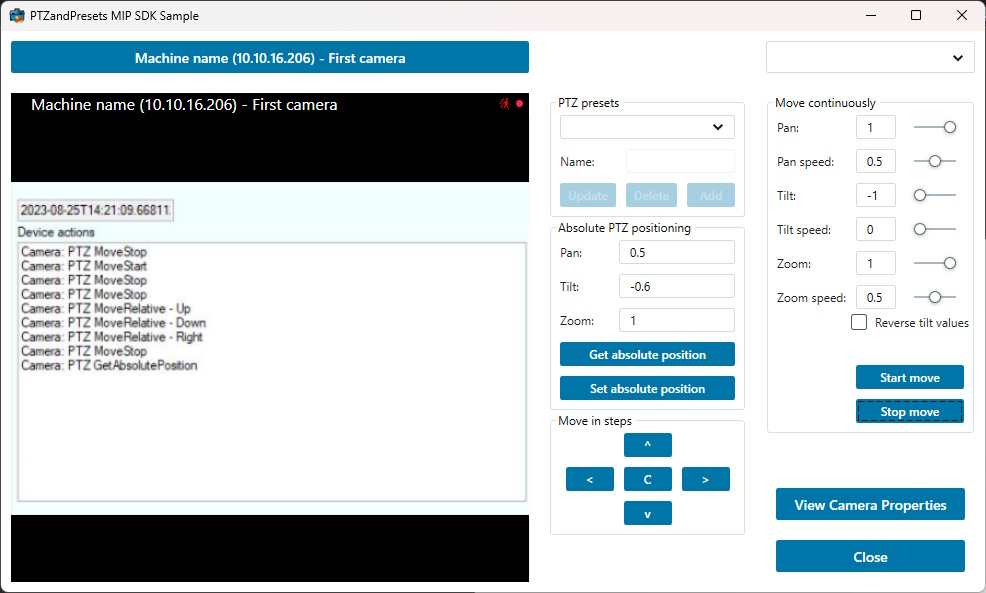 PTZandPresets MIP SDK Sample
Machine name (10.10.16.206) - First camera
Machine name (10.10.16.206) - First camera
2023-08-25T14:21:09.66811
Device actions
Camera: PTZ MoveStop
Camera: PTZ MoveStart
Camera: PTZ MoveStop
Camera: PTZ MoveStop
Camera: PTZ MoveRelative - Up
Camera: PTZ MoveRelative - Down
Camera: PTZ MoveRelative - Right
Camera: PTZ MoveStop
Camera: PTZ GetAbsolutePosition
PTZ presets
Name:
Update Delete Add
Absolute PTZ positioning
Pan: 0.5
Tilt: -0.6
Zoom: 1
Get absolute position
Set absolute position
Move in steps
^
< C >
v
Move continuously
Pan: 1
Pan speed: 0.5
Tilt: -1
Tilt speed: 0
Zoom: 1
Zoom speed: 0.5
Reverse tilt values
Start move
Stop move
View Camera Properties
Close